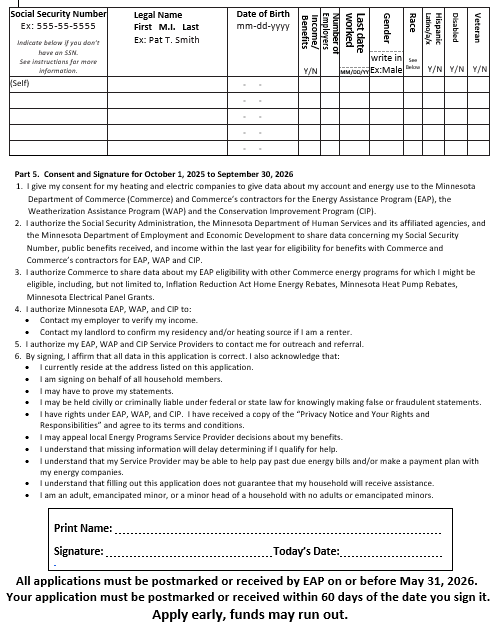 Social Security Number
Ex: 555-55-5555
Indicate below if you don't
have an SSN.
See instructions for more
information.
Legal Name
First M.I. Last
Ex: Pat T. Smith
Date of Birth
mm-dd-yyyy
Income/
Benefits
Y/N
Number of
Employers
Last date
worked
MM/DD/YY
Gender
write in
Ex:Male
Race
See
Below
Hispanic
Latino/a/x
Y/N
Disabled
Y/N
Veteran
Y/N
(Self)
- -
- -
- -
- -
- -
Part 5. Consent and Signature for October 1, 2025 to September 30, 2026
1. I give my consent for my heating and electric companies to give data about my account and energy use to the Minnesota
Department of Commerce (Commerce) and Commerce's contractors for the Energy Assistance Program (EAP), the
Weatherization Assistance Program (WAP) and the Conservation Improvement Program (CIP).
2. I authorize the Social Security Administration, the Minnesota Department of Human Services and its affiliated agencies, and
the Minnesota Department of Employment and Economic Development to share data concerning my Social Security
Number, public benefits received, and income within the last year for eligibility for benefits with Commerce and
Commerce's contractors for EAP, WAP and CIP.
3. I authorize Commerce to share data about my EAP eligibility with other Commerce energy programs for which I might be
eligible, including, but not limited to, Inflation Reduction Act Home Energy Rebates, Minnesota Heat Pump Rebates,
Minnesota Electrical Panel Grants.
4. I authorize Minnesota EAP, WAP, and CIP to:
• Contact my employer to verify my income.
• Contact my landlord to confirm my residency and/or heating source if I am a renter.
5. I authorize my EAP, WAP and CIP Service Providers to contact me for outreach and referral.
6. By signing, I affirm that all data in this application is correct. I also acknowledge that:
• I currently reside at the address listed on this application.
• I am signing on behalf of all household members.
• I may have to prove my statements.
• I may be held civilly or criminally liable under federal or state law for knowingly making false or fraudulent statements.
• I have rights under EAP, WAP, and CIP. I have received a copy of the "Privacy Notice and Your Rights and
Responsibilities" and agree to its terms and conditions.
• I may appeal local Energy Programs Service Provider decisions about my benefits.
• I understand that missing information will delay determining if I qualify for help.
• I understand that my Service Provider may be able to help pay past due energy bills and/or make a payment plan with
my energy companies.
• I understand that filling out this application does not guarantee that my household will receive assistance.
• I am an adult, emancipated minor, or a minor head of a household with no adults or emancipated minors.
Print Name:
Signature: Today's Date:
All applications must be postmarked or received by EAP on or before May 31, 2026.
Your application must be postmarked or received within 60 days of the date you sign it.
Apply early, funds may run out.